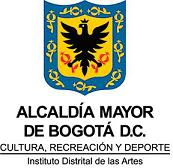 ALCALDÍA MAYOR
DE BOGOTÁ D.C.
CULTURA, RECREACIÓN Y DEPORTE
Instituto Distrital de las Artes